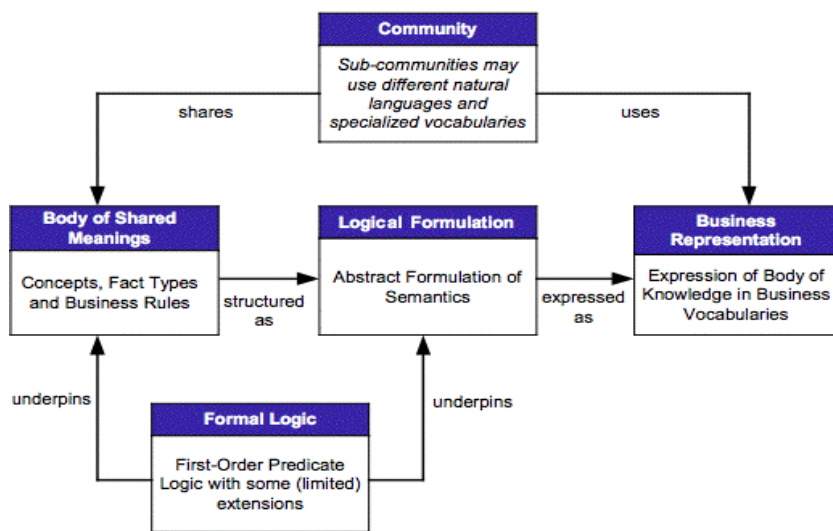 Community
Sub-communities may
use different natural
languages and
specialized vocabularies
shares
uses
Body of Shared
Meanings
Concepts, Fact Types
and Business Rules
structured
as
Logical Formulation
Abstract Formulation of
Semantics
expressed
as
Business
Representation
Expression of Body of
Knowledge in Business
Vocabularies
underpins
underpins
Formal Logic
First-Order Predicate
Logic with some (limited)
extensions